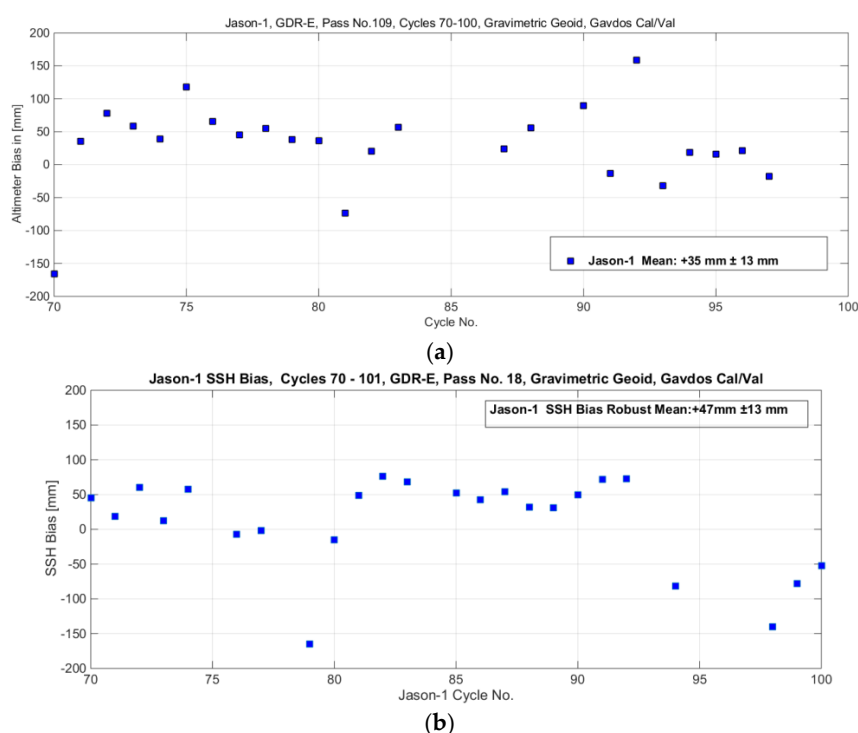 Jason-1, GDR-E, Pass No.109, Cycles 70-100, Gravimetric Geoid, Gavdos Cal/Val
Altimeter Bias in [mm]
200
150
100
50
0
-50
-100
-150
-200
Jason-1 Mean: +35 mm ± 13 mm
70 75 80 85 90 95 100
Cycle No.
(a)
Jason-1 SSH Bias, Cycles 70 - 101, GDR-E, Pass No. 18, Gravimetric Geoid, Gavdos Cal/Val
SSH Bias [mm]
200
150
100
50
0
-50
-100
-150
-200
Jason-1 SSH Bias Robust Mean:+47mm ±13 mm
70 75 80 85 90 95 100
Jason-1 Cycle No.
(b)